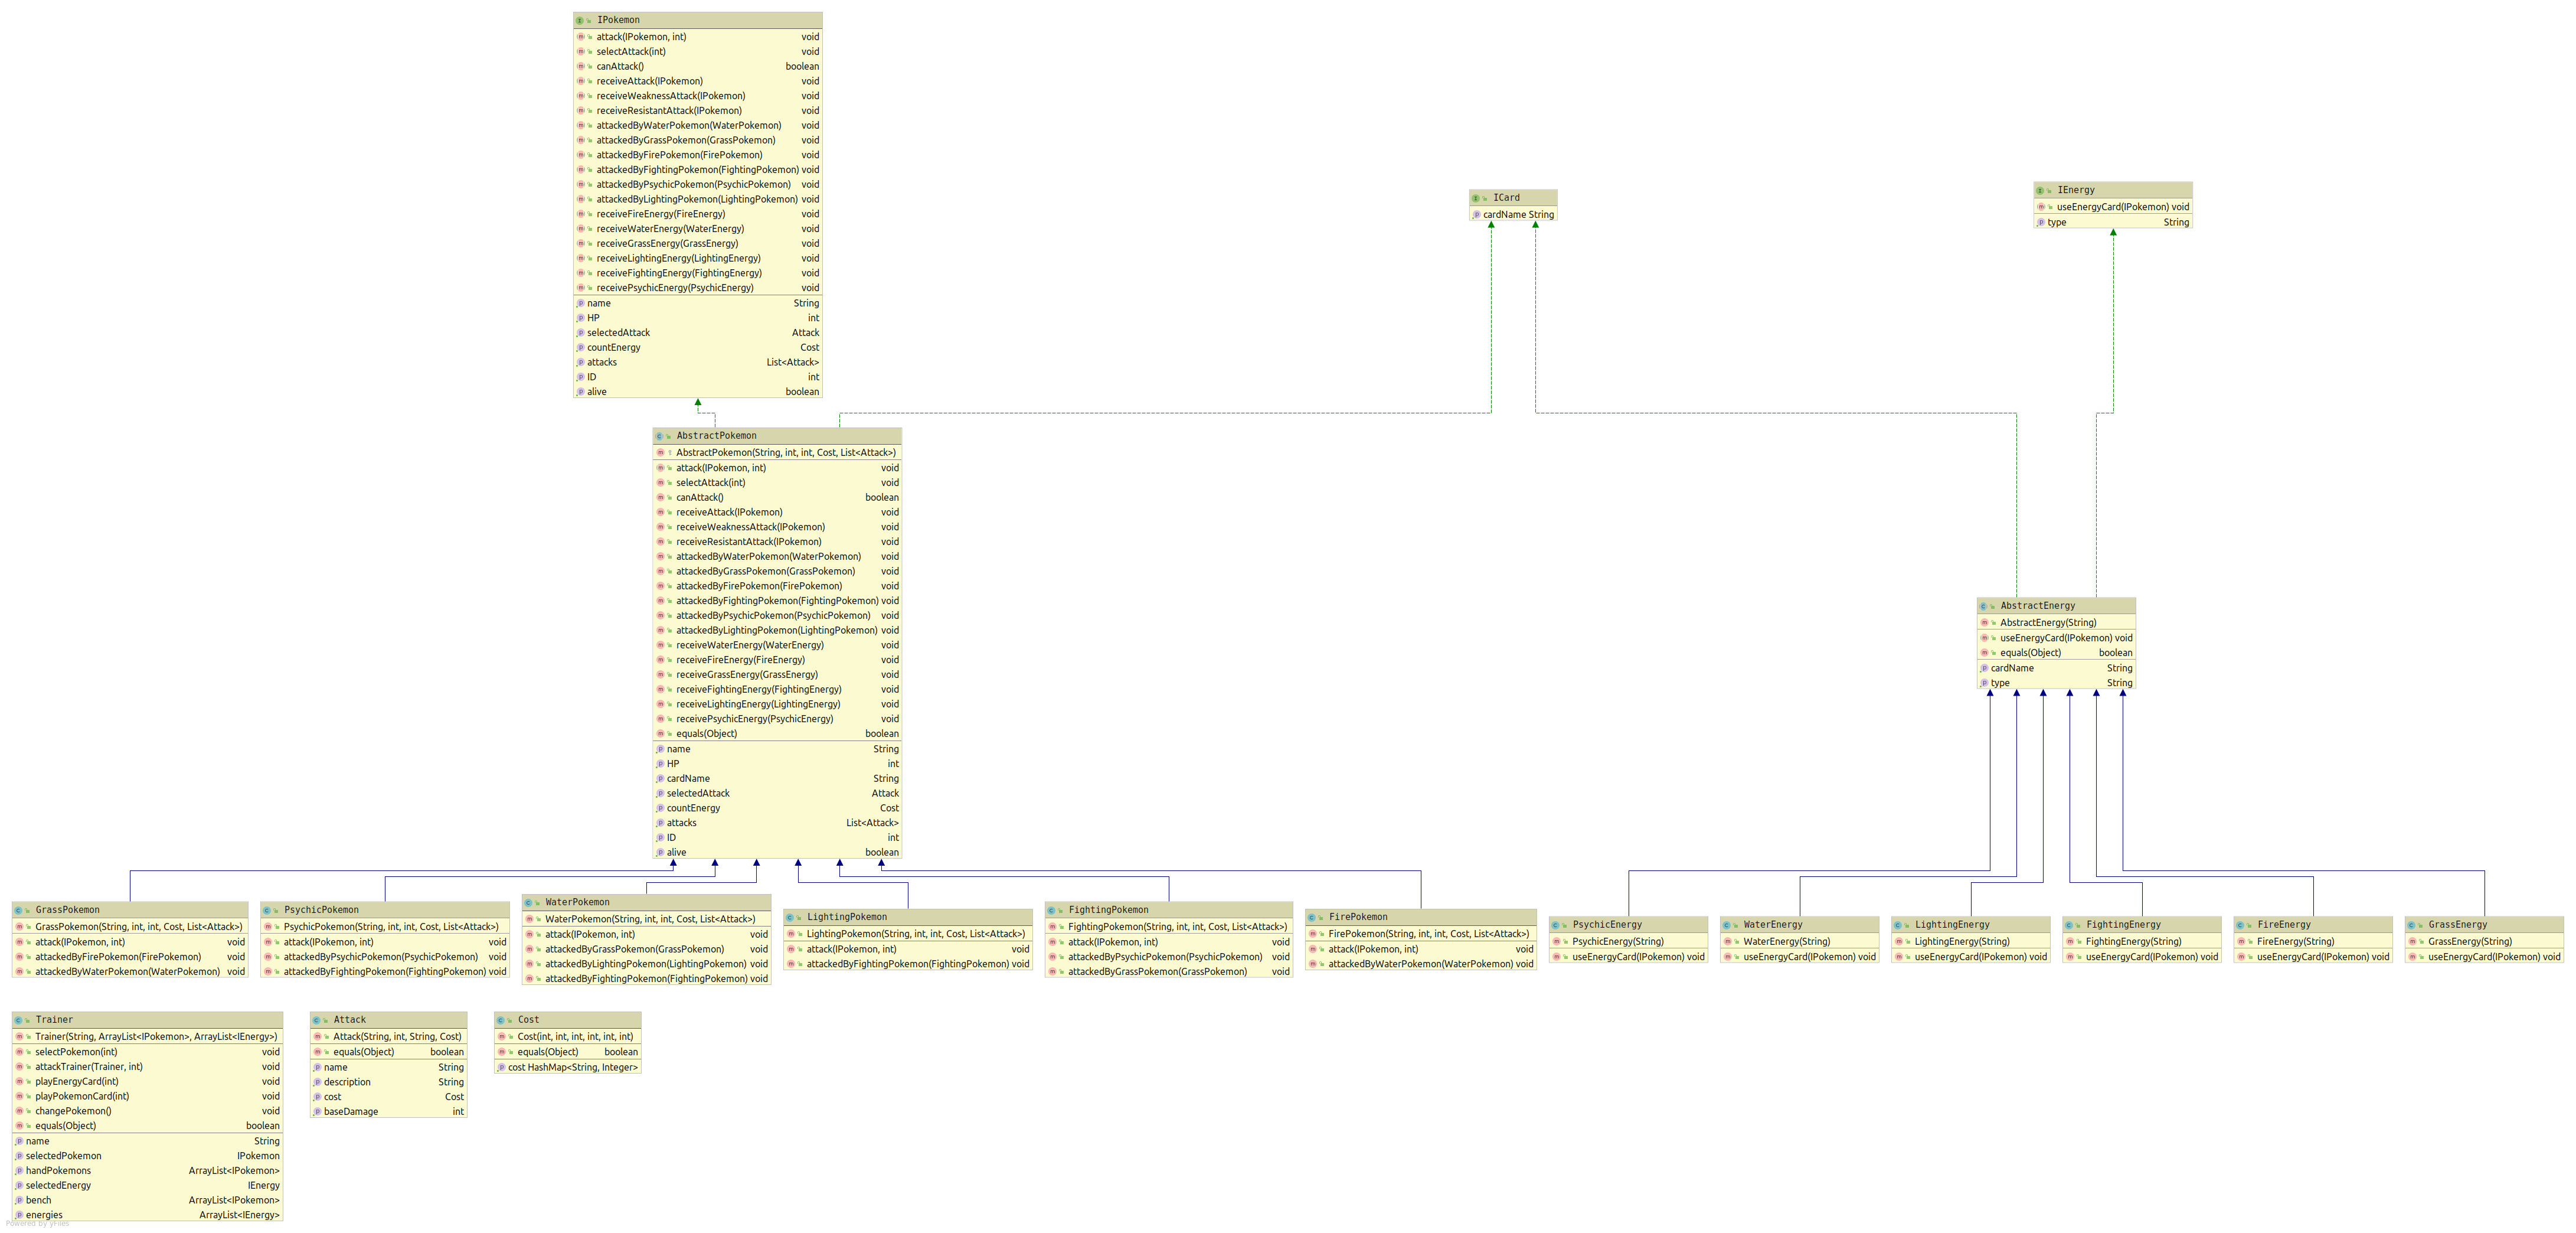 IPokemon
attack(IPokemon, int) void
selectAttack(int) void
canAttack() boolean
receiveAttack(IPokemon) void
receiveWeaknessAttack(IPokemon) void
receiveResistantAttack(IPokemon) void
attackedByWaterPokemon(WaterPokemon) void
attackedByGrassPokemon(GrassPokemon) void
attackedByFirePokemon(FirePokemon) void
attackedByFightingPokemon(FightingPokemon) void
attackedByPsychicPokemon(PsychicPokemon) void
attackedByLightingPokemon(LightingPokemon) void
receiveFireEnergy(FireEnergy) void
receiveWaterEnergy(WaterEnergy) void
receiveGrassEnergy(GrassEnergy) void
receiveLightingEnergy(LightingEnergy) void
receiveFightingEnergy(FightingEnergy) void
receivePsychicEnergy(PsychicEnergy) void
name String
HP int
selectedAttack Attack
countEnergy Cost
attacks List<Attack>
ID int
alive boolean
ICard
cardName String
IEnergy
useEnergyCard(IPokemon) void
type String
AbstractPokemon
AbstractPokemon(String, int, int, Cost, List<Attack>)
attack(IPokemon, int) void
selectAttack(int) void
canAttack() boolean
receiveAttack(IPokemon) void
receiveWeaknessAttack(IPokemon) void
receiveResistantAttack(IPokemon) void
attackedByWaterPokemon(WaterPokemon) void
attackedByGrassPokemon(GrassPokemon) void
attackedByFirePokemon(FirePokemon) void
attackedByFightingPokemon(FightingPokemon) void
attackedByPsychicPokemon(PsychicPokemon) void
attackedByLightingPokemon(LightingPokemon) void
receiveWaterEnergy(WaterEnergy) void
receiveFireEnergy(FireEnergy) void
receiveGrassEnergy(GrassEnergy) void
receiveFightingEnergy(FightingEnergy) void
receiveLightingEnergy(LightingEnergy) void
receivePsychicEnergy(PsychicEnergy) void
equals(Object) boolean
name String
HP int
cardName String
selectedAttack Attack
countEnergy Cost
attacks List<Attack>
ID int
alive boolean
AbstractEnergy
AbstractEnergy(String)
useEnergyCard(IPokemon) void
equals(Object) boolean
cardName String
type String
GrassPokemon
GrassPokemon(String, int, int, Cost, List<Attack>)
attack(IPokemon, int) void
attackedByFirePokemon(FirePokemon) void
attackedByWaterPokemon(WaterPokemon) void
PsychicPokemon
PsychicPokemon(String, int, int, Cost, List<Attack>)
attack(IPokemon, int) void
attackedByPsychicPokemon(PsychicPokemon) void
attackedByFightingPokemon(FightingPokemon) void
WaterPokemon
WaterPokemon(String, int, int, Cost, List<Attack>)
attack(IPokemon, int) void
attackedByGrassPokemon(GrassPokemon) void
attackedByLightingPokemon(LightingPokemon) void
attackedByFightingPokemon(FightingPokemon) void
LightingPokemon
LightingPokemon(String, int, int, Cost, List<Attack>)
attack(IPokemon, int) void
attackedByFightingPokemon(FightingPokemon) void
FightingPokemon
FightingPokemon(String, int, int, Cost, List<Attack>)
attack(IPokemon, int) void
attackedByPsychicPokemon(PsychicPokemon) void
attackedByGrassPokemon(GrassPokemon) void
FirePokemon
FirePokemon(String, int, int, Cost, List<Attack>)
attack(IPokemon, int) void
attackedByWaterPokemon(WaterPokemon) void
PsychicEnergy
PsychicEnergy(String)
useEnergyCard(IPokemon) void
WaterEnergy
WaterEnergy(String)
useEnergyCard(IPokemon) void
LightingEnergy
LightingEnergy(String)
useEnergyCard(IPokemon) void
FightingEnergy
FightingEnergy(String)
useEnergyCard(IPokemon) void
FireEnergy
FireEnergy(String)
useEnergyCard(IPokemon) void
GrassEnergy
GrassEnergy(String)
useEnergyCard(IPokemon) void
Trainer
Trainer(String, ArrayList<IPokemon>, ArrayList<IEnergy>)
selectPokemon(int) void
attackTrainer(Trainer, int) void
playEnergyCard(int) void
playPokemonCard(int) void
changePokemon() void
equals(Object) boolean
name String
selectedPokemon IPokemon
handPokemons ArrayList<IPokemon>
selectedEnergy IEnergy
bench ArrayList<IPokemon>
energies ArrayList<IEnergy>
Attack
Attack(String, int, String, Cost)
equals(Object) boolean
name String
description String
cost Cost
baseDamage int
Cost
Cost(int, int, int, int, int, int)
equals(Object) boolean
cost HashMap<String, Integer>
Powered by yFiles